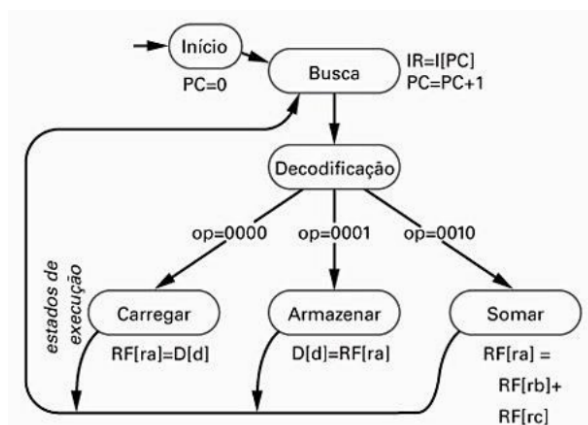 Início
PC=0
Busca
IR=I[PC]
PC=PC+1
Decodificação
op=0000
op=0001
op=0010
estados de
execução
Carregar
RF[ra]=D[d]
Armazenar
D[d]=RF[ra]
Somar
RF[ra] =
RF[rb]+
RF[rc]